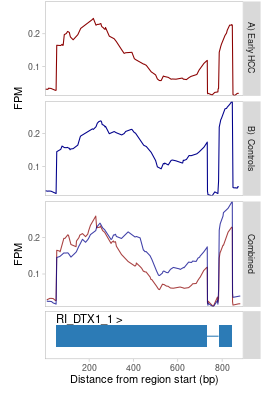 0.2
0.1
A) Early HCC
FPM
0.2
0.1
B) Controls
0.2
0.1
Combined
FPM
RI_DTX1_1 >
200 400 600 800
Distance from region start (bp)